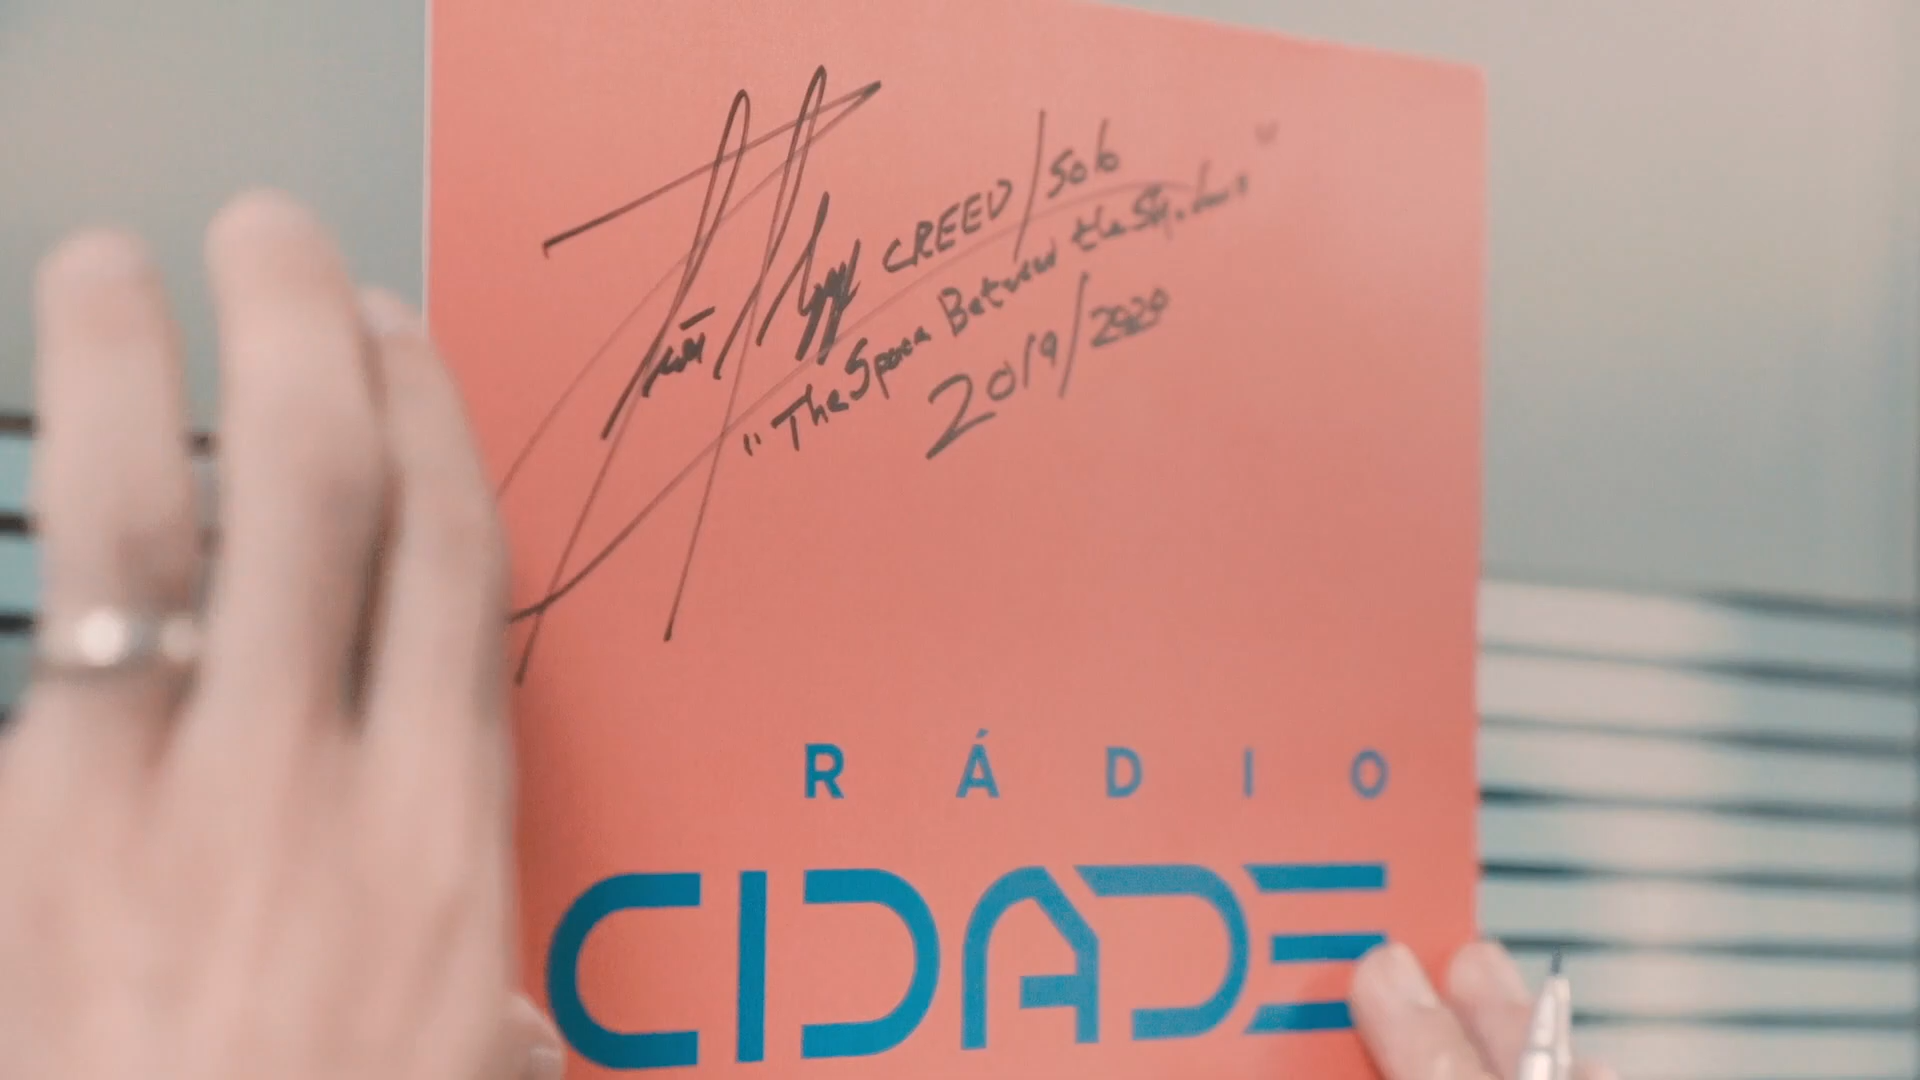 CREED/Solo
"The Space Between the Shadows"
2019/2020
RÁDIO
CIDADE